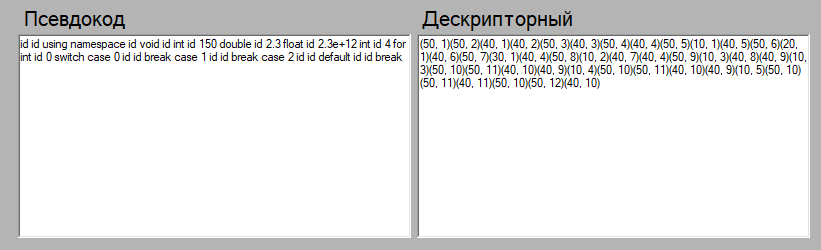 Псевдокод
Дескрипторный
id id using namespace id void id int id 150 double id 2.3 float id 2.3e+12 int id 4 for
int id 0 switch case 0 id id break case 1 id id break case 2 id id default id id break
(50, 1)(50, 2)(40, 1)(40, 2)(50, 3)(40, 3)(50, 4)(40, 4)(50, 5)(10, 1)(40, 5)(50, 6)(20,
1)(40, 6)(50, 7)(30, 1)(40, 4)(50, 8)(10, 2)(40, 7)(40, 4)(50, 9)(10, 3)(40, 8)(40, 9)(10,
3)(50, 10)(50, 11)(40, 10)(40, 9)(10, 4)(50, 10)(50, 11)(40, 10)(40, 9)(10, 5)(50, 10)
(50, 11)(40, 11)(50, 10)(50, 12)(40, 10)